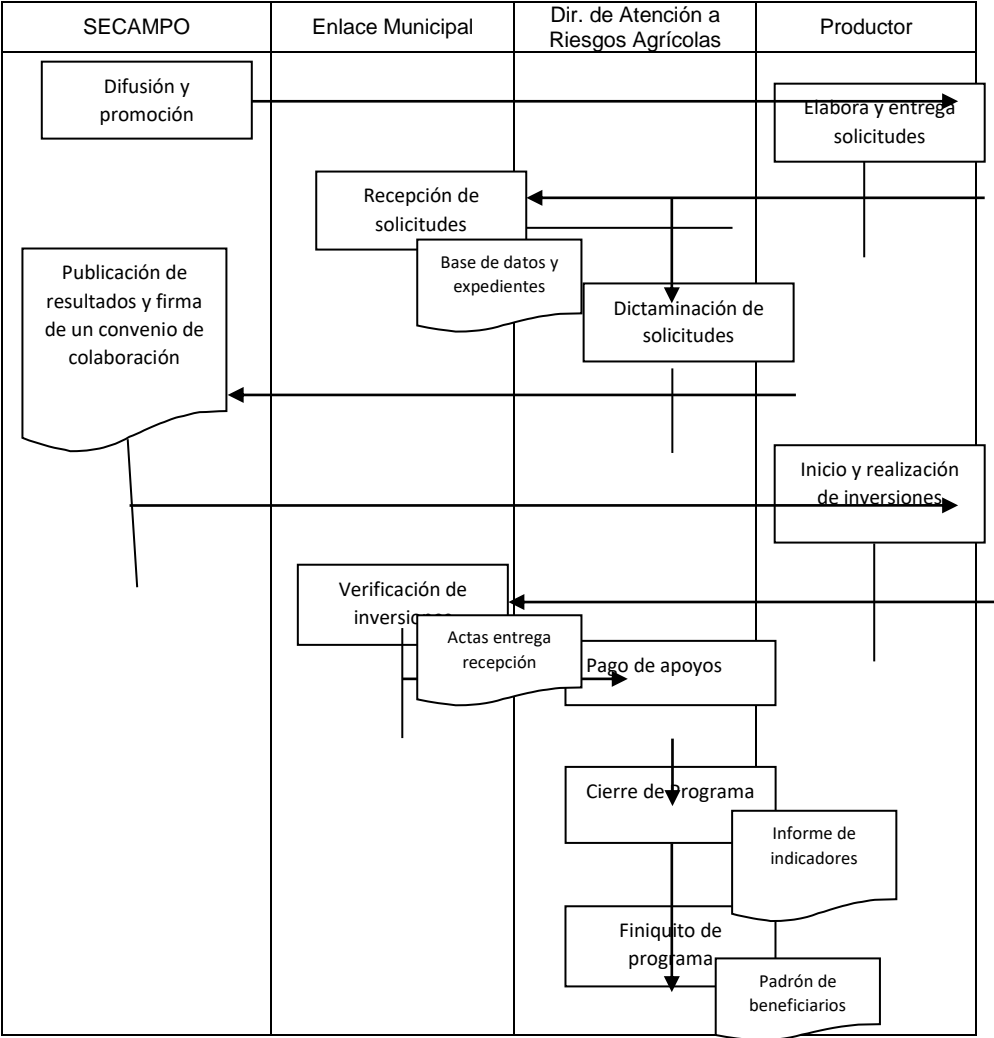 SECAMPO
Enlace Municipal
Dir. de Atención a
Riesgos Agrícolas
Productor
Difusión y
promoción
Elabora y entrega
solicitudes
Recepción de
solicitudes
Base de datos y
expedientes
Publicación de
resultados y firma
de un convenio de
colaboración
Dictaminación de
solicitudes
Inicio y realización
de inversiones
Verificación de
inversiones
Actas entrega
recepción
Pago de apoyos
Cierre de Programa
Informe de
indicadores
Finiquito de
programa
Padrón de
beneficiarios